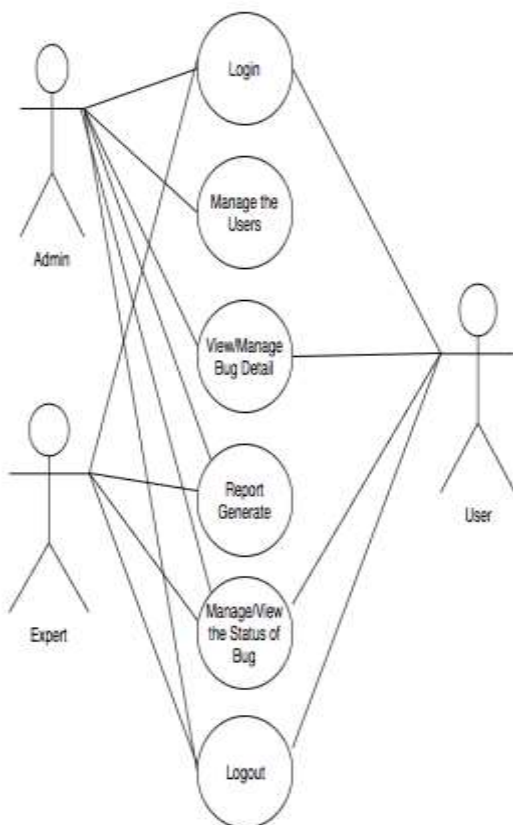 Login
Manage the
Users
Admin
View/Manage
Bug Detail
Report
Generate
User
Manage/View
the Status of
Bug
Expert
Logout